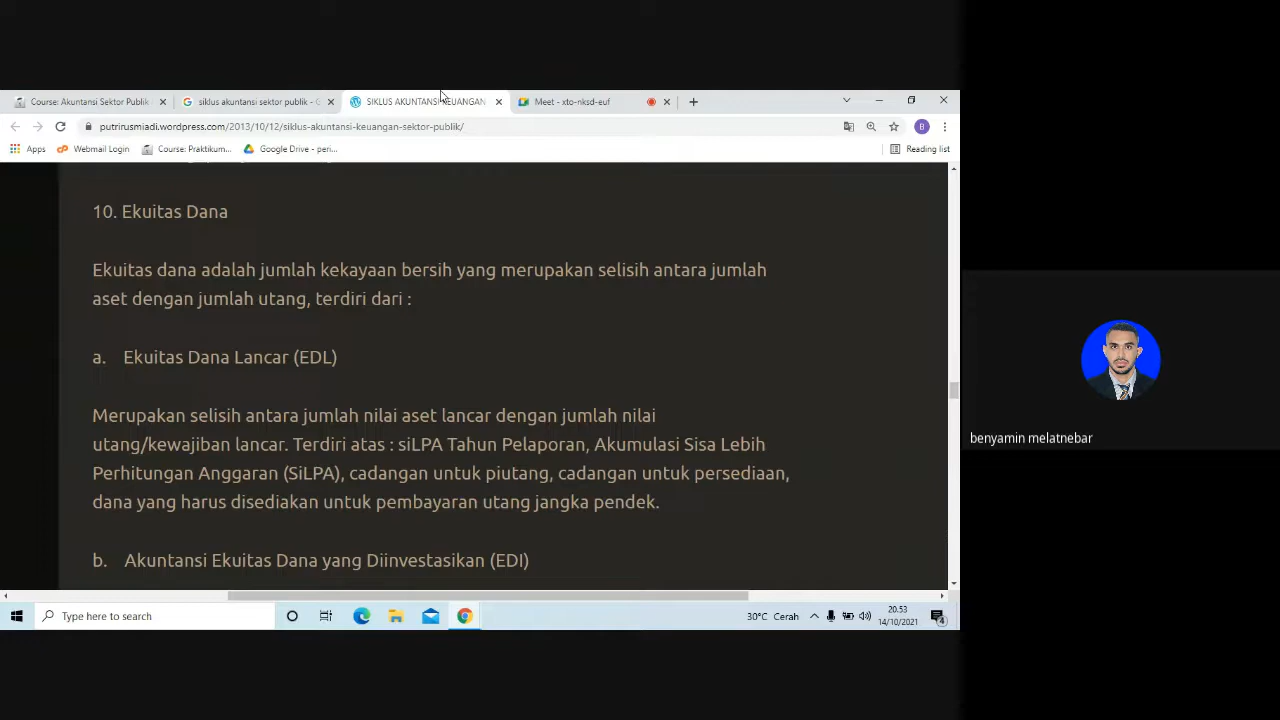 Course: Akuntansi Sektor Publik
siklus akuntansi sektor publik - G
SIKLUS AKUNTANSI KEUANGAN
Meet - xto-nksd-euf
putrirusmiadi.wordpress.com/2013/10/12/siklus-akuntansi-keuangan-sektor-publik/
B
Apps
Webmail Login
Course: Praktikum...
Google Drive - peri...
Reading list
10. Ekuitas Dana
Ekuitas dana adalah jumlah kekayaan bersih yang merupakan selisih antara jumlah
aset dengan jumlah utang, terdiri dari :
a. Ekuitas Dana Lancar (EDL)
Merupakan selisih antara jumlah nilai aset lancar dengan jumlah nilai
utang/kewajiban lancar. Terdiri atas : siLPA Tahun Pelaporan, Akumulasi Sisa Lebih
Perhitungan Anggaran (SiLPA), cadangan untuk piutang, cadangan untuk persediaan,
dana yang harus disediakan untuk pembayaran utang jangka pendek.
b. Akuntansi Ekuitas Dana yang Diinvestasikan (EDI)
benyamin melatnebar
Type here to search
30°C Cerah
20.53
14/10/2021
4